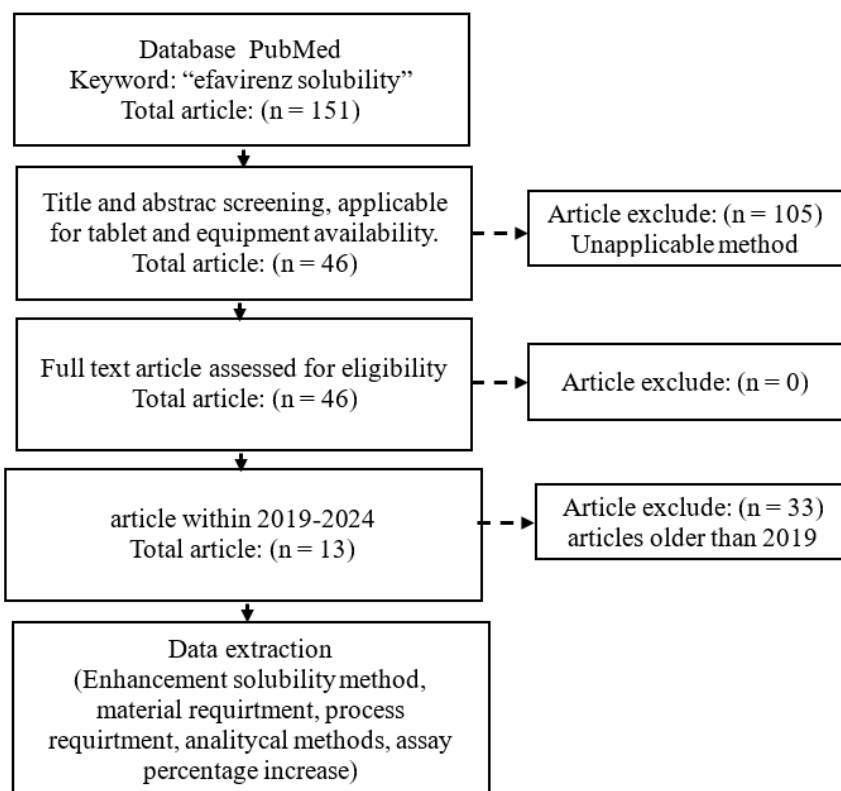 Database PubMed
Keyword: “efavirenz solubility”
Total article: (n = 151)
Title and abstrac screening, applicable
for tablet and equipment availability.
Total article: (n = 46)
Article exclude: (n = 105)
Unapplicable method
Full text article assessed for eligibility
Total article: (n = 46)
Article exclude: (n = 0)
article within 2019-2024
Total article: (n = 13)
Article exclude: (n = 33)
articles older than 2019
Data extraction
(Enhancement solubility method,
material requirtment, process
requirtment, analitycal methods, assay
percentage increase)